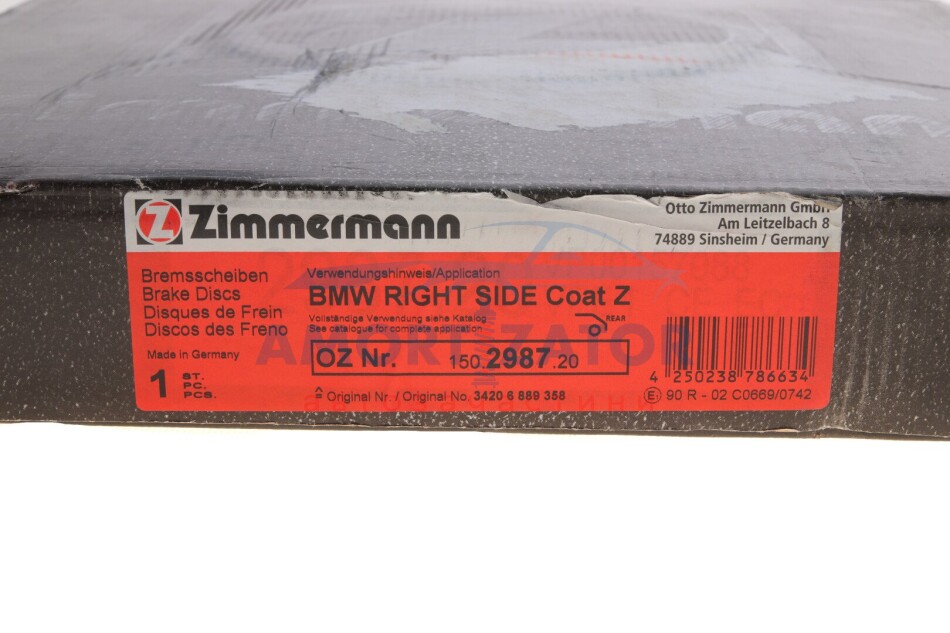 Z Zimmermann
Otto Zimmermann GmbH
Am Leitzelbach 8
74889 Sinsheim / Germany
Bremsscheiben
Brake Discs
Disques de Frein
Discos des Freno
Made in Germany
1 ST.
PC.
PCS.
Verwendungshinweis/Application
BMW RIGHT SIDE Coat Z
Vollständige Verwendung siehe Katalog
See catalogue for complete application
REAR
OZ Nr. 150.2987.20
≙ Original Nr. / Original No. 3420 6 889 358
4 250238 786634
E1 90 R - 02 C0669/0742
AMORTIZATOR
автозапчастини